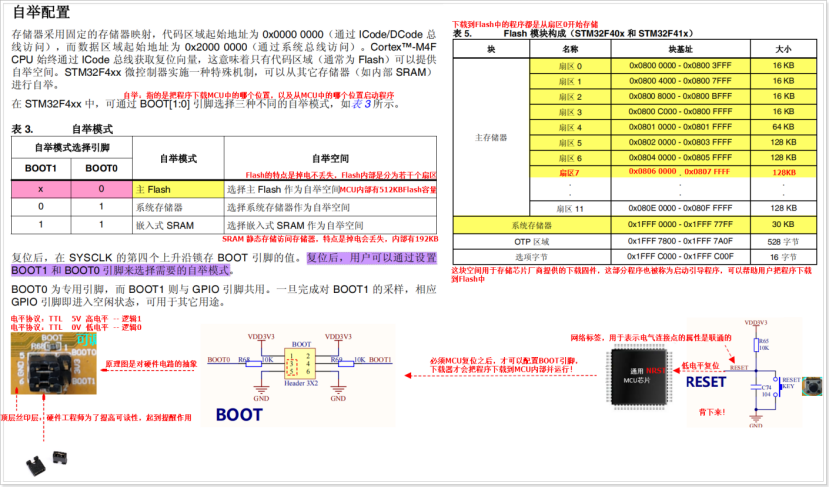 自举配置
存储器采用固定的存储器映射，代码区域起始地址为 0x0000 0000（通过 ICode/DCode 总
线访问），而数据区域起始地址为 0x2000 0000（通过系统总线访问）。Cortex™-M4F
CPU 始终通过 ICode 总线获取复位向量，这意味着只有代码区域（通常为 Flash）可以提供
自举空间。STM32F4xx 微控制器实施一种特殊机制，可以从其它存储器（如内部 SRAM）
进行自举。
自举，指的是把程序下载MCU中的哪个位置，以及从MCU中的哪个位置启动程序
在 STM32F4xx 中，可通过 BOOT[1:0] 引脚选择三种不同的自举模式，如表 3 所示。
表 3. 自举模式
自举模式选择引脚 自举模式 自举空间
BOOT1 BOOT0
Flash的特点是掉电不丢失，Flash内部是分为若干个扇区
x 0 主 Flash 选择主 Flash 作为自举空间 MCU内部有512KBFlash容量
0 1 系统存储器 选择系统存储器作为自举空间
1 1 嵌入式 SRAM 选择嵌入式 SRAM 作为自举空间
SRAM 静态存储访问存储器，特点是掉电会丢失，内部有192KB
复位后，在 SYSCLK 的第四个上升沿锁存 BOOT 引脚的值。复位后，用户可以通过设置
BOOT1 和 BOOT0 引脚来选择需要的自举模式。
BOOT0 为专用引脚，而 BOOT1 则与 GPIO 引脚共用。一旦完成对 BOOT1 的采样，相应
GPIO 引脚即进入空闲状态，可用于其它用途。
下载到Flash中的程序都是从扇区0开始存储
表 5. Flash 模块构成（STM32F40x 和 STM32F41x）
块 名称 块基址 大小
主存储器
扇区 0 0x0800 0000 - 0x0800 3FFF 16 KB
扇区 1 0x0800 4000 - 0x0800 7FFF 16 KB
扇区 2 0x0800 8000 - 0x0800 BFFF 16 KB
扇区 3 0x0800 C000 - 0x0800 FFFF 16 KB
扇区 4 0x0801 0000 - 0x0801 FFFF 64 KB
扇区 5 0x0802 0000 - 0x0803 FFFF 128 KB
扇区 6 0x0804 0000 - 0x0805 FFFF 128 KB
扇区7 0x0806 0000 . 0x0807 FFFF 128KB
. . .
. . .
扇区 11 0x080E 0000 - 0x080F FFFF 128 KB
系统存储器 0x1FFF 0000 - 0x1FFF 77FF 30 KB
OTP 区域 0x1FFF 7800 - 0x1FFF 7A0F 528 字节
选项字节 0x1FFF C000 - 0x1FFF C00F 16 字节
这块空间用于存储芯片厂商提供的下载固件，这部分程序也被称为启动引导程序，可以帮助用户把程序下载
到Flash中
电平协议，TTL 5V 高电平 － 逻辑1
电平协议，TTL 0V 低电平 － 逻辑0
BOOT
BOOT0
BOOT1
原理图是对硬件电路的抽象
顶层丝印层，硬件工程师为了提高可读性，起到提醒作用
VDD3V3 VDD3V3
BOOT
BOOT0 R68 10K 1 2 R69 10K BOOT1
3 4
5 6
Header 3X2
GND GND
BOOT
必须MCU复位之后，才可以配置BOOT引脚，
下载器才会把程序下载到MCU内部并运行！
网络标签，用于表示电气连接点的属性是联通的
通用 NRST
MCU芯片
低电平复位
RESET
背下来！
VDD3V3
R65
10K
RESET
C74
104
RESET
KEY
GND